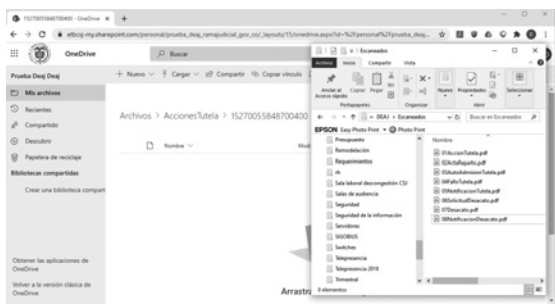 15270055848700400 - OneDrive
etbcsj-my.sharepoint.com/personal/prueba_deaj_ramajudicial_gov_co/_layouts/15/onedrive.aspx?id=%2Fpersonal%2Fprueba_deaj_...
OneDrive
Buscar
Prueba Deaj Deaj
Nuevo
Cargar
Compartir
Copiar vínculo
Mis archivos
Recientes
Compartido
Descubrir
Papelera de reciclaje
Bibliotecas compartidas
Crear una biblioteca compart
Obtener las aplicaciones de
OneDrive
Volver a la versión clásica de
OneDrive
Archivos > AccionesTutela > 15270055848700400
Nombre
Modi
Arrastra
Escaneados
Archivo Inicio Compartir Vista
Anclar al
Acceso rápido
Copiar
Pegar
Portapapeles
Organizar
Nuevo
Propiedades
Abrir
Seleccionar
DEAJ > Escaneados
Buscar en Escaneados
EPSON Easy Photo Print
Photo Print
Presupuesto
Remodelación
Requerimientos
rh
Sala laboral descongestión CSJ
Salas de audiencia
Seguridad
Seguridad de la información
Servidores
SIGOBIUS
Switches
Telepresencia
Telepresencia 2018
Trimestral
Nombre
01AccionTutela.pdf
02ActaReparto.pdf
03AutoAdmisionTutela.pdf
04FalloTutela.pdf
05NotificacionTutela.pdf
06SolicitudDesacato.pdf
07Desacato.pdf
08NotificacionDesacato.pdf
8 elementos